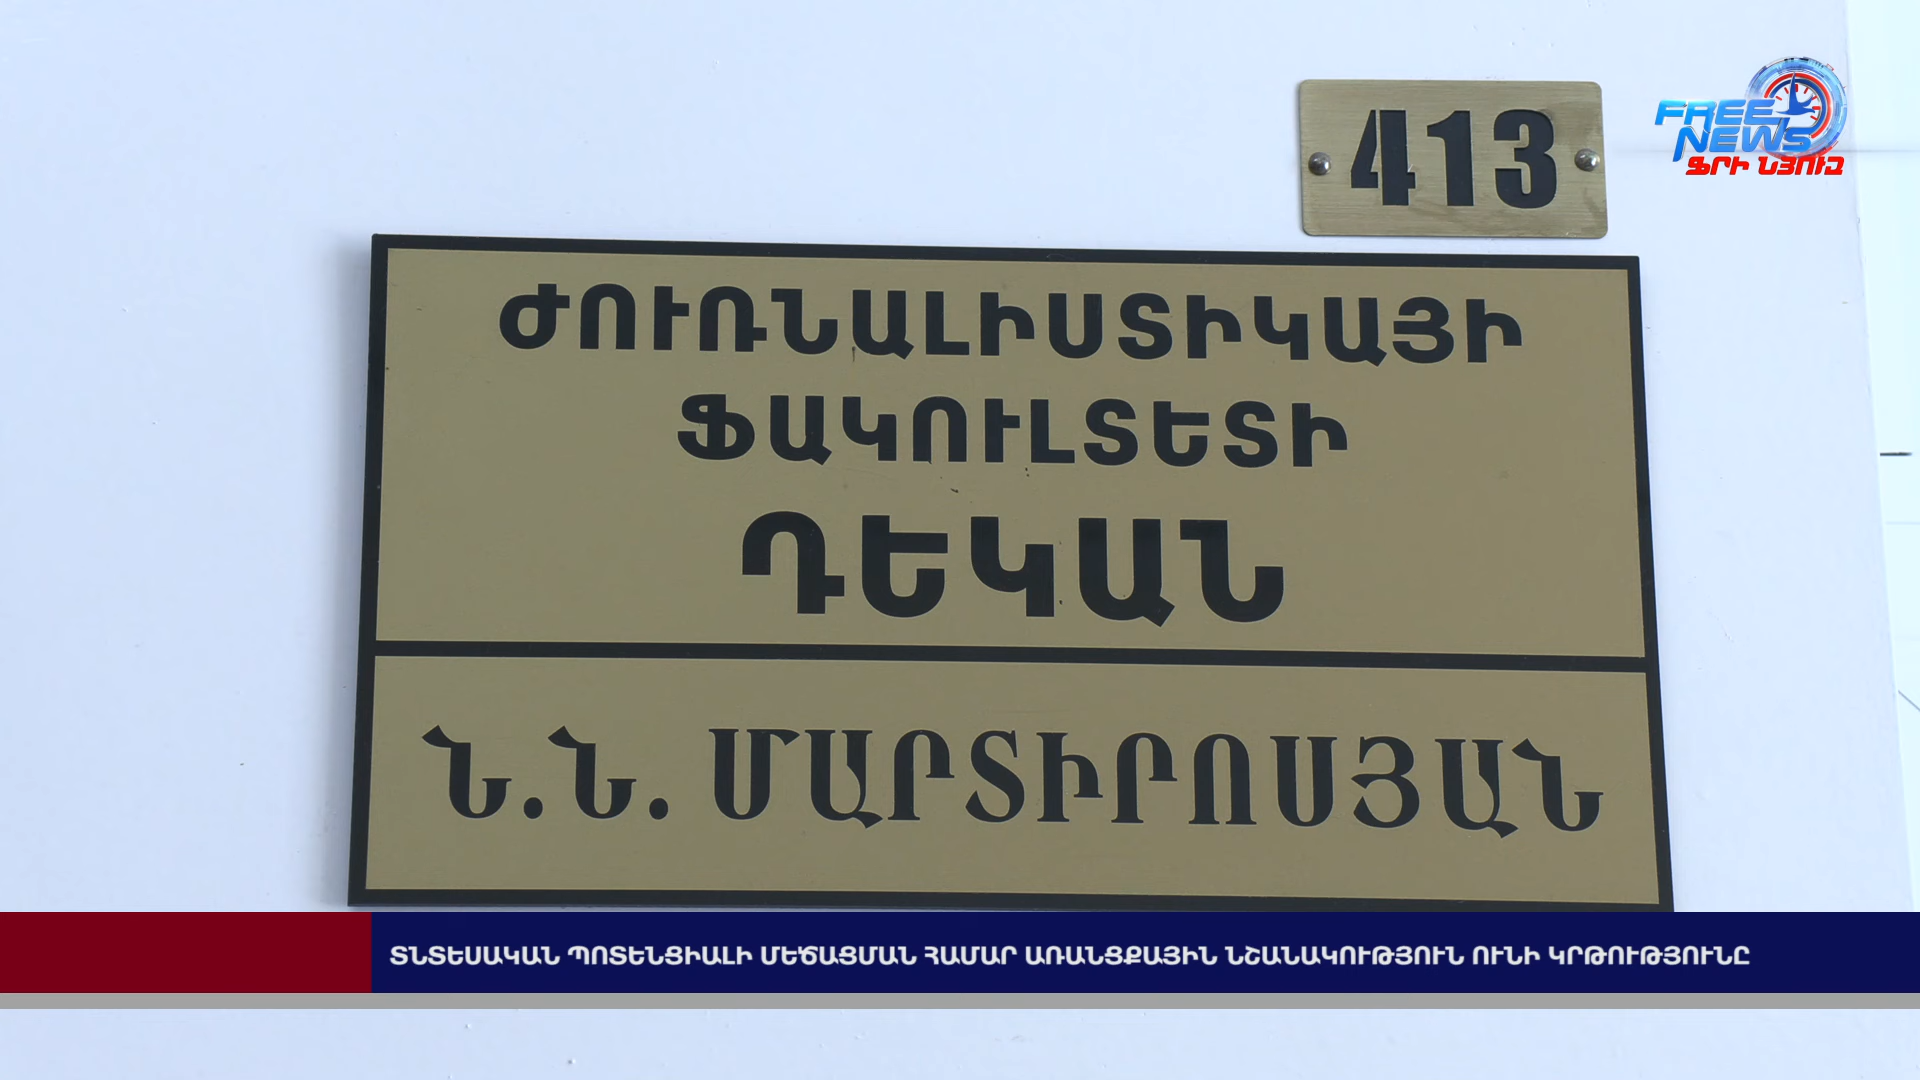 413
FREE
NEWS
ՖՐԻ ՆՅՈՒԶ
ԺՈՒՌՆԱԼԻՍՏԻԿԱՅԻ
ՖԱԿՈՒԼՏԵՏԻ
ԴԵԿԱՆ
Ն.Ն. ՄԱՐՏԻՐՈՍՅԱՆ
ՏՆՏԵՍԱԿԱՆ ՊՈՏԵՆՑԻԱԼԻ ՄԵԾԱՑՄԱՆ ՀԱՄԱՐ ԱՌԱՆՑՔԱՅԻՆ ՆՇԱՆԱԿՈՒԹՅՈՒՆ ՈՒՆԻ ԿՐԹՈՒԹՅՈՒՆԸ